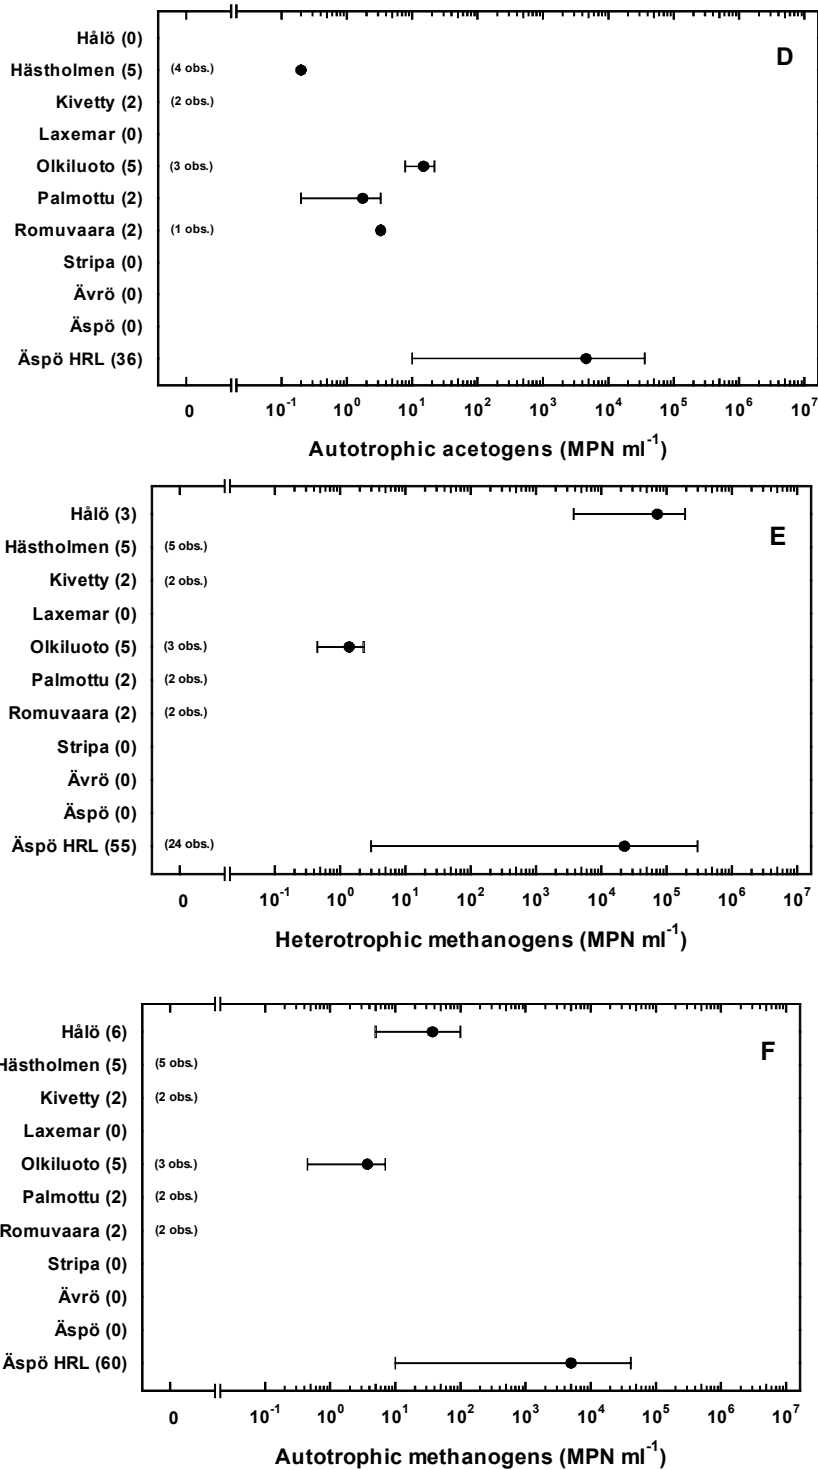 D
Hålö (0)
Hästholmen (5) (4 obs.)
Kivetty (2) (2 obs.)
Laxemar (0)
Olkiluoto (5) (3 obs.)
Palmottu (2)
Romuvaara (2) (1 obs.)
Stripa (0)
Ävrö (0)
Äspö (0)
Äspö HRL (36)
0 10⁻¹ 10⁰ 10¹ 10² 10³ 10⁴ 10⁵ 10⁶ 10⁷
Autotrophic acetogens (MPN ml⁻¹)
E
Hålö (3)
Hästholmen (5) (5 obs.)
Kivetty (2) (2 obs.)
Laxemar (0)
Olkiluoto (5) (3 obs.)
Palmottu (2) (2 obs.)
Romuvaara (2) (2 obs.)
Stripa (0)
Ävrö (0)
Äspö (0)
Äspö HRL (55) (24 obs.)
0 10⁻¹ 10⁰ 10¹ 10² 10³ 10⁴ 10⁵ 10⁶ 10⁷
Heterotrophic methanogens (MPN ml⁻¹)
F
Hålö (6)
Hästholmen (5) (5 obs.)
Kivetty (2) (2 obs.)
Laxemar (0)
Olkiluoto (5) (3 obs.)
Palmottu (2) (2 obs.)
Romuvaara (2) (2 obs.)
Stripa (0)
Ävrö (0)
Äspö (0)
Äspö HRL (60)
0 10⁻¹ 10⁰ 10¹ 10² 10³ 10⁴ 10⁵ 10⁶ 10⁷
Autotrophic methanogens (MPN ml⁻¹)